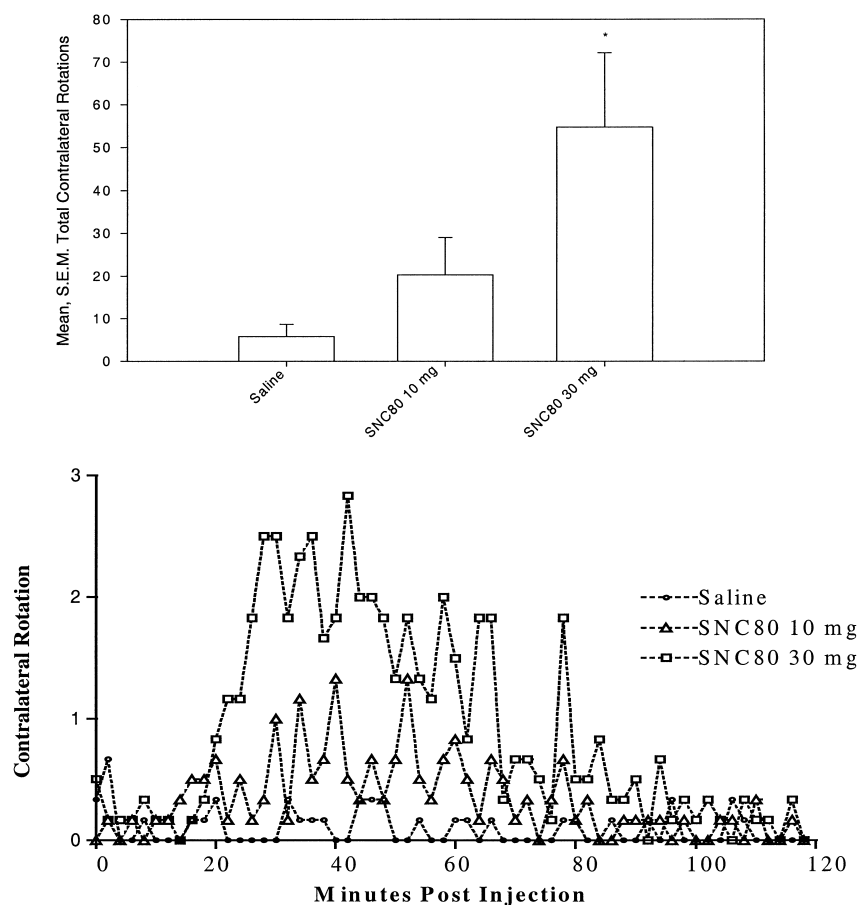 80
*
70
60
50
40
30
20
10
0
Mean, S.E.M. Total Contralateral Rotations
Saline
SNC80 10 mg
SNC80 30 mg
3
2
1
0
Contralateral Rotation
Saline
SNC80 10 mg
SNC80 30 mg
0 20 40 60 80 100 120
Minutes Post Injection